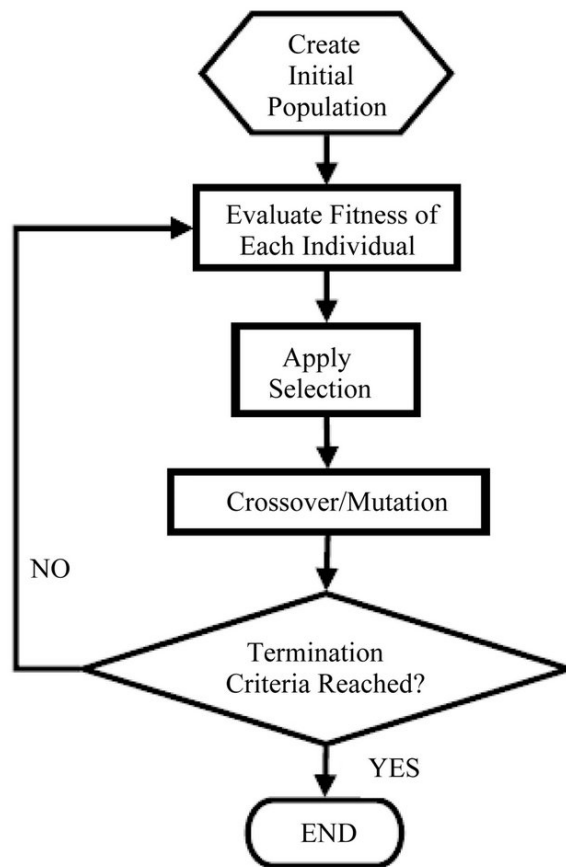 Create
Initial
Population
Evaluate Fitness of
Each Individual
Apply
Selection
Crossover/Mutation
NO
Termination
Criteria Reached?
YES
END